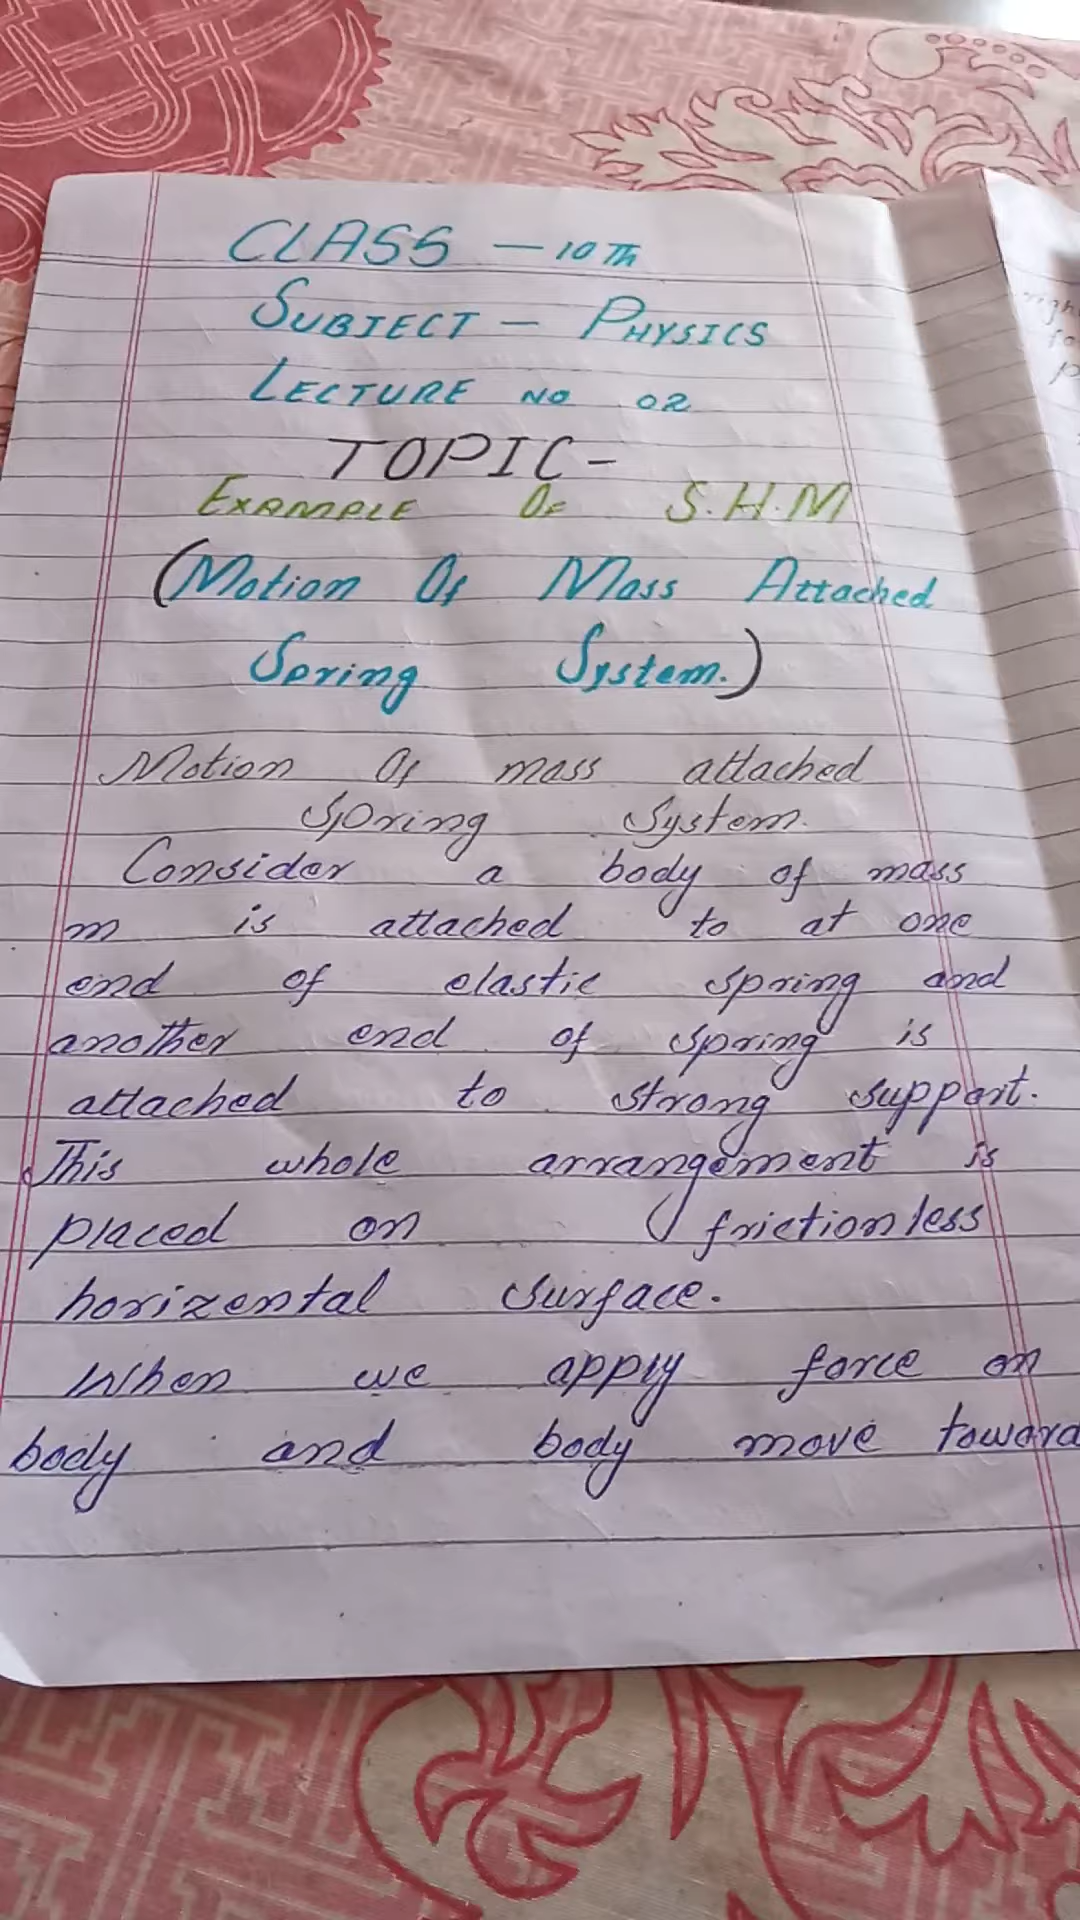 CLASS — 10Th
SUBJECT — PHYSICS
LECTURE NO 02
TOPIC-
EXAMPLE OF S.H.M
(Motion Of Mass Attached
Spring System.)
Motion Of mass attached
Spring System.
Consider a body of mass
m is attached to at one
end of elastic spring and
another end of spring is
attached to strong support.
This whole arrangement is
placed on frictionless
horizental surface.
When we apply force on
body and body move toward